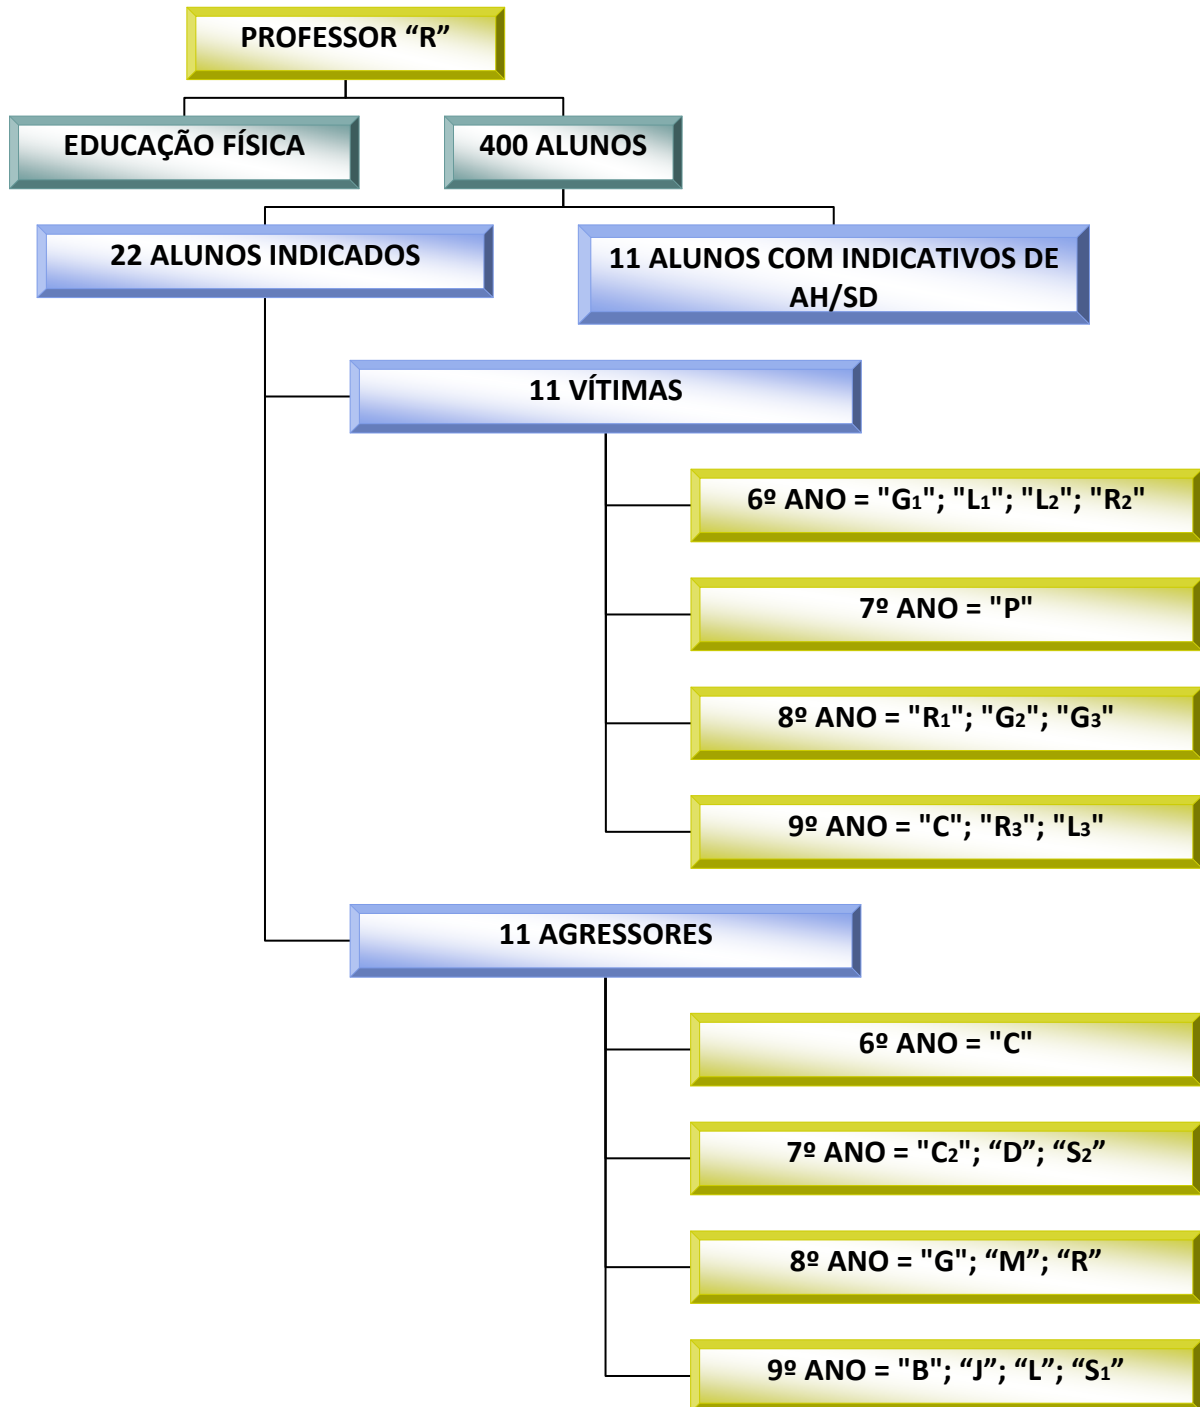 PROFESSOR “R”
EDUCAÇÃO FÍSICA
400 ALUNOS
22 ALUNOS INDICADOS
11 ALUNOS COM INDICATIVOS DE
AH/SD
11 VÍTIMAS
6º ANO = "G₁"; "L₁"; "L₂"; "R₂"
7º ANO = "P"
8º ANO = "R₁"; "G₂"; "G₃"
9º ANO = "C"; "R₃"; "L₃"
11 AGRESSORES
6º ANO = "C"
7º ANO = "C₂"; “D”; “S₂”
8º ANO = "G"; “M”; “R”
9º ANO = "B"; “J”; “L”; “S₁”